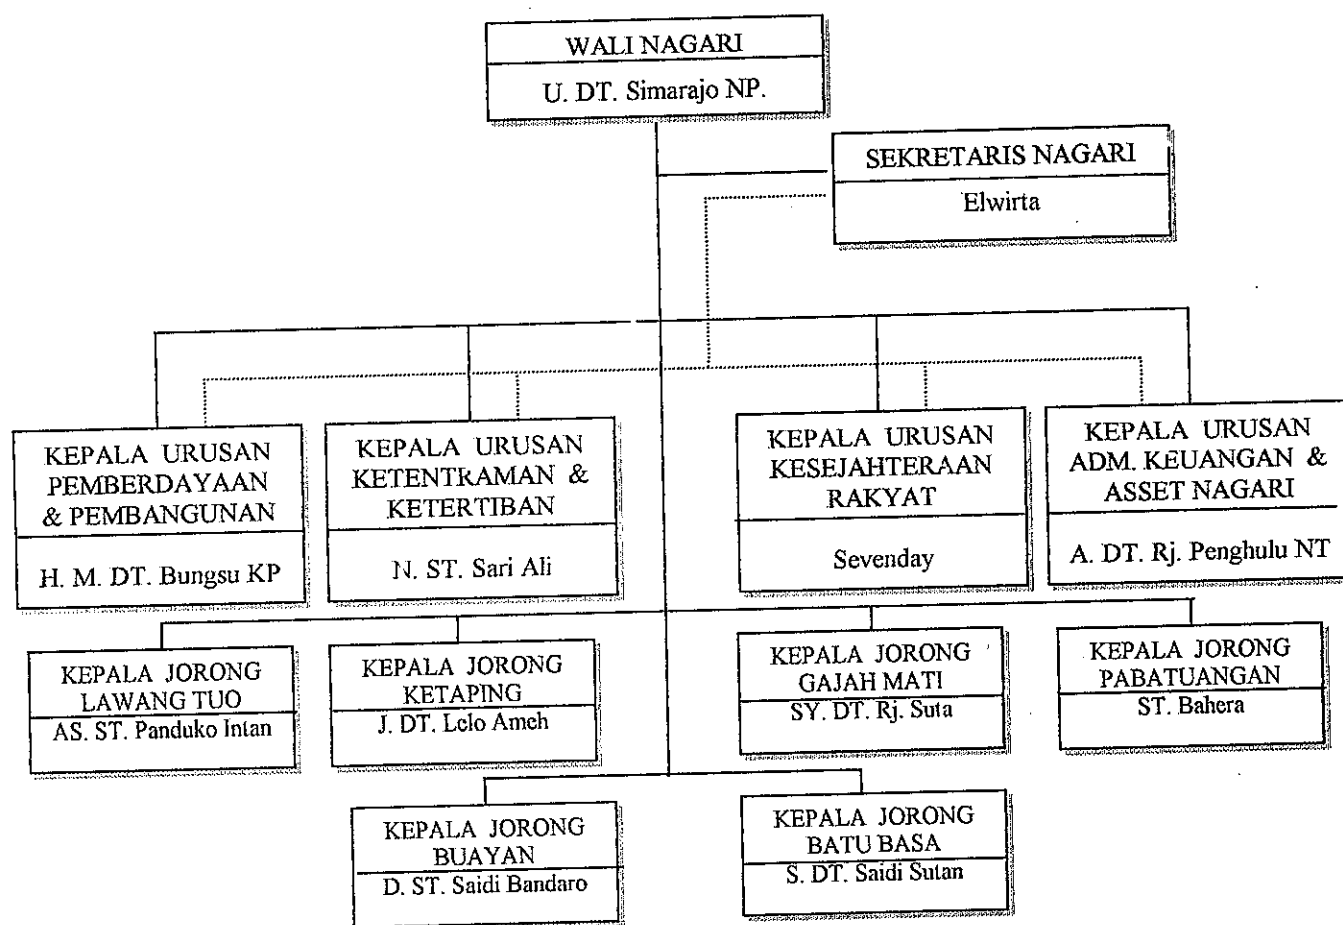 WALI NAGARI
U. DT. Simarajo NP.
SEKRETARIS NAGARI
Elwirta
KEPALA URUSAN
PEMBERDAYAAN
& PEMBANGUNAN
H. M. DT. Bungsu KP
KEPALA URUSAN
KETENTRAMAN &
KETERTIBAN
N. ST. Sari Ali
KEPALA URUSAN
KESEJAHTERAAN
RAKYAT
Sevenday
KEPALA URUSAN
ADM. KEUANGAN &
ASSET NAGARI
A. DT. Rj. Penghulu NT
KEPALA JORONG
LAWANG TUO
AS. ST. Panduko Intan
KEPALA JORONG
KETAPING
J. DT. Lelo Ameh
KEPALA JORONG
GAJAH MATI
SY. DT. Rj. Suta
KEPALA JORONG
PABATUANGAN
ST. Bahera
KEPALA JORONG
BUAYAN
D. ST. Saidi Bandaro
KEPALA JORONG
BATU BASA
S. DT. Saidi Sutan